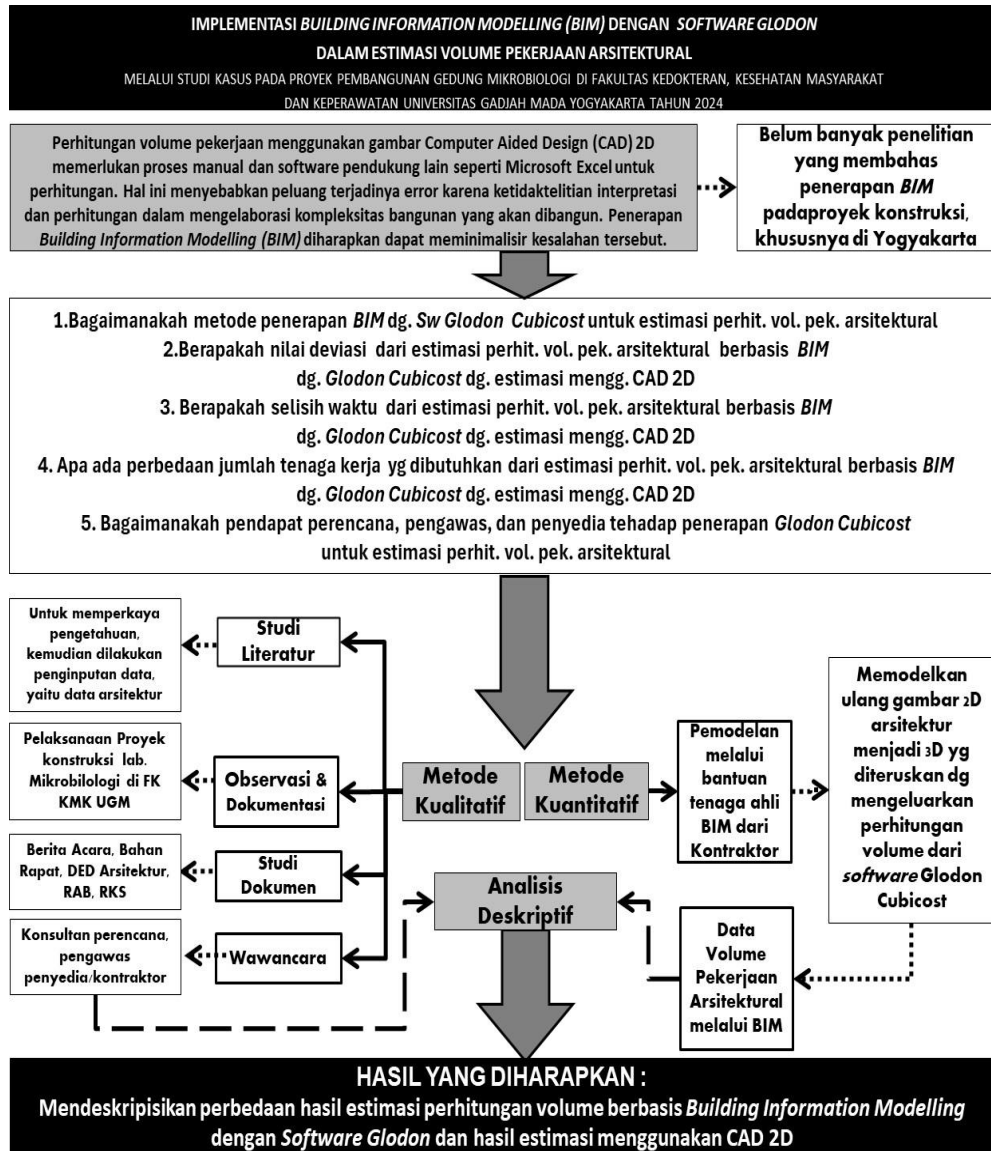 IMPLEMENTASI BUILDING INFORMATION MODELLING (BIM) DENGAN SOFTWARE GLODON
DALAM ESTIMASI VOLUME PEKERJAAN ARSITEKTURAL
MELALUI STUDI KASUS PADA PROYEK PEMBANGUNAN GEDUNG MIKROBIOLOGI DI FAKULTAS KEDOKTERAN, KESEHATAN MASYARAKAT
DAN KEPERAWATAN UNIVERSITAS GADJAH MADA YOGYAKARTA TAHUN 2024
Perhitungan volume pekerjaan menggunakan gambar Computer Aided Design (CAD) 2D
memerlukan proses manual dan software pendukung lain seperti Microsoft Excel untuk
perhitungan. Hal ini menyebabkan peluang terjadinya error karena ketidaktelitian interpretasi
dan perhitungan dalam mengelaborasi kompleksitas bangunan yang akan dibangun. Penerapan
Building Information Modelling (BIM) diharapkan dapat meminimalisir kesalahan tersebut.
Belum banyak penelitian
yang membahas
penerapan BIM
padaproyek konstruksi,
khususnya di Yogyakarta
1.Bagaimanakah metode penerapan BIM dg. Sw Glodon Cubicost untuk estimasi perhit. vol. pek. arsitektural
2.Berapakah nilai deviasi dari estimasi perhit. vol. pek. arsitektural berbasis BIM
dg. Glodon Cubicost dg. estimasi mengg. CAD 2D
3. Berapakah selisih waktu dari estimasi perhit. vol. pek. arsitektural berbasis BIM
dg. Glodon Cubicost dg. estimasi mengg. CAD 2D
4. Apa ada perbedaan jumlah tenaga kerja yg dibutuhkan dari estimasi perhit. vol. pek. arsitektural berbasis BIM
dg. Glodon Cubicost dg. estimasi mengg. CAD 2D
5. Bagaimanakah pendapat perencana, pengawas, dan penyedia terhadap penerapan Glodon Cubicost
untuk estimasi perhit. vol. pek. arsitektural
Untuk memperkaya
pengetahuan,
kemudian dilakukan
penginputan data,
yaitu data arsitektur
Studi
Literatur
Pelaksanaan Proyek
konstruksi lab.
Mikrobilologi di FK
KMK UGM
Observasi &
Dokumentasi
Berita Acara, Bahan
Rapat, DED Arsitektur,
RAB, RKS
Studi
Dokumen
Konsultan perencana,
pengawas
penyedia/kontraktor
Wawancara
Metode
Kualitatif
Metode
Kuantitatif
Analisis
Deskriptif
Pemodelan
melalui
bantuan
tenaga ahli
BIM dari
Kontraktor
Memodelkan
ulang gambar 2D
arsitektur
menjadi 3D yg
diteruskan dg
mengeluarkan
perhitungan
volume dari
software Glodon
Cubicost
Data
Volume
Pekerjaan
Arsitektural
melalui BIM
HASIL YANG DIHARAPKAN :
Mendeskripisikan perbedaan hasil estimasi perhitungan volume berbasis Building Information Modelling
dengan Software Glodon dan hasil estimasi menggunakan CAD 2D